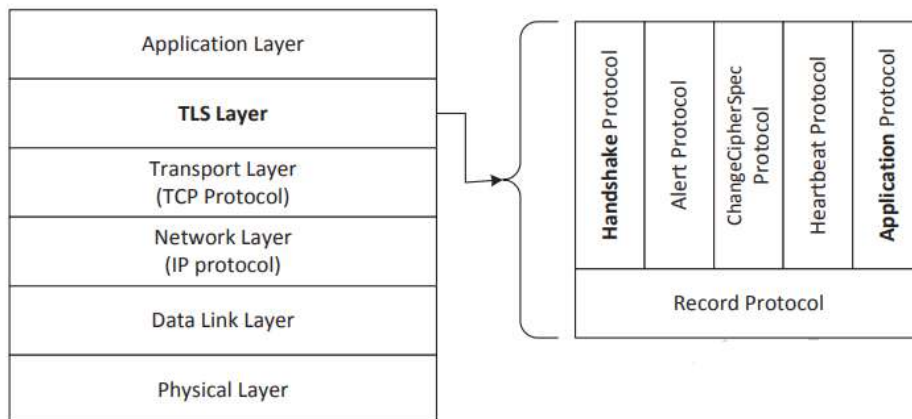 Application Layer
TLS Layer
Transport Layer
(TCP Protocol)
Network Layer
(IP protocol)
Data Link Layer
Physical Layer
Handshake Protocol
Alert Protocol
ChangeCipherSpec
Protocol
Heartbeat Protocol
Application Protocol
Record Protocol